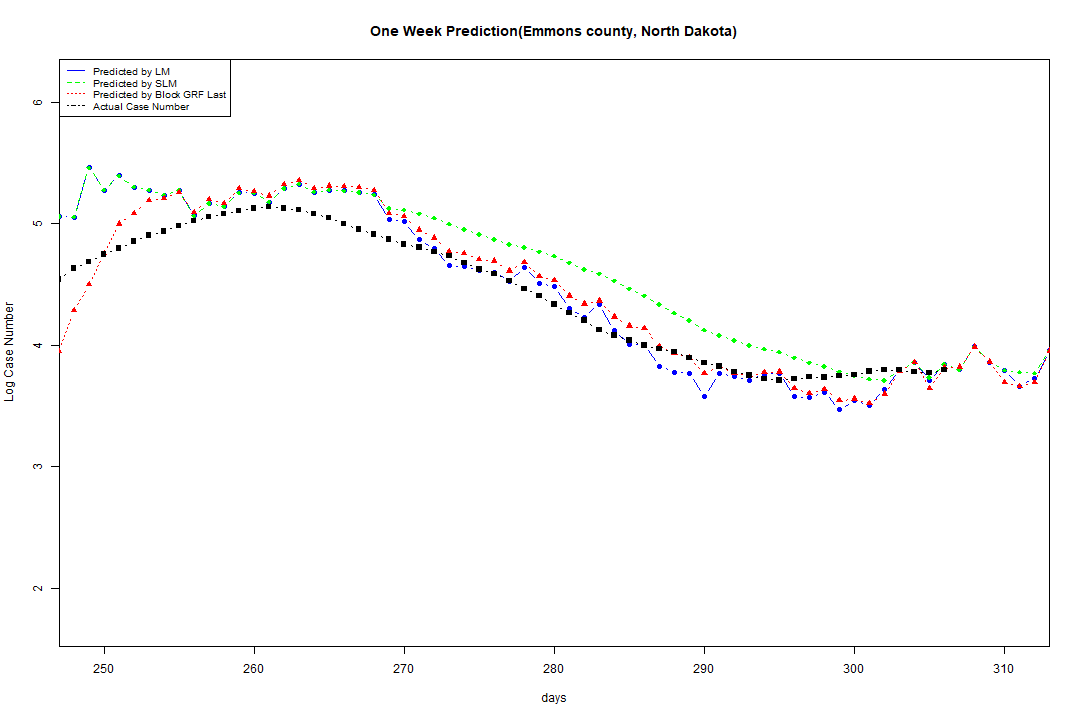 One Week Prediction(Emmons county, North Dakota)
Predicted by LM
Predicted by SLM
Predicted by Block GRF Last
Actual Case Number
6
5
4
3
2
Log Case Number
250 260 270 280 290 300 310
days